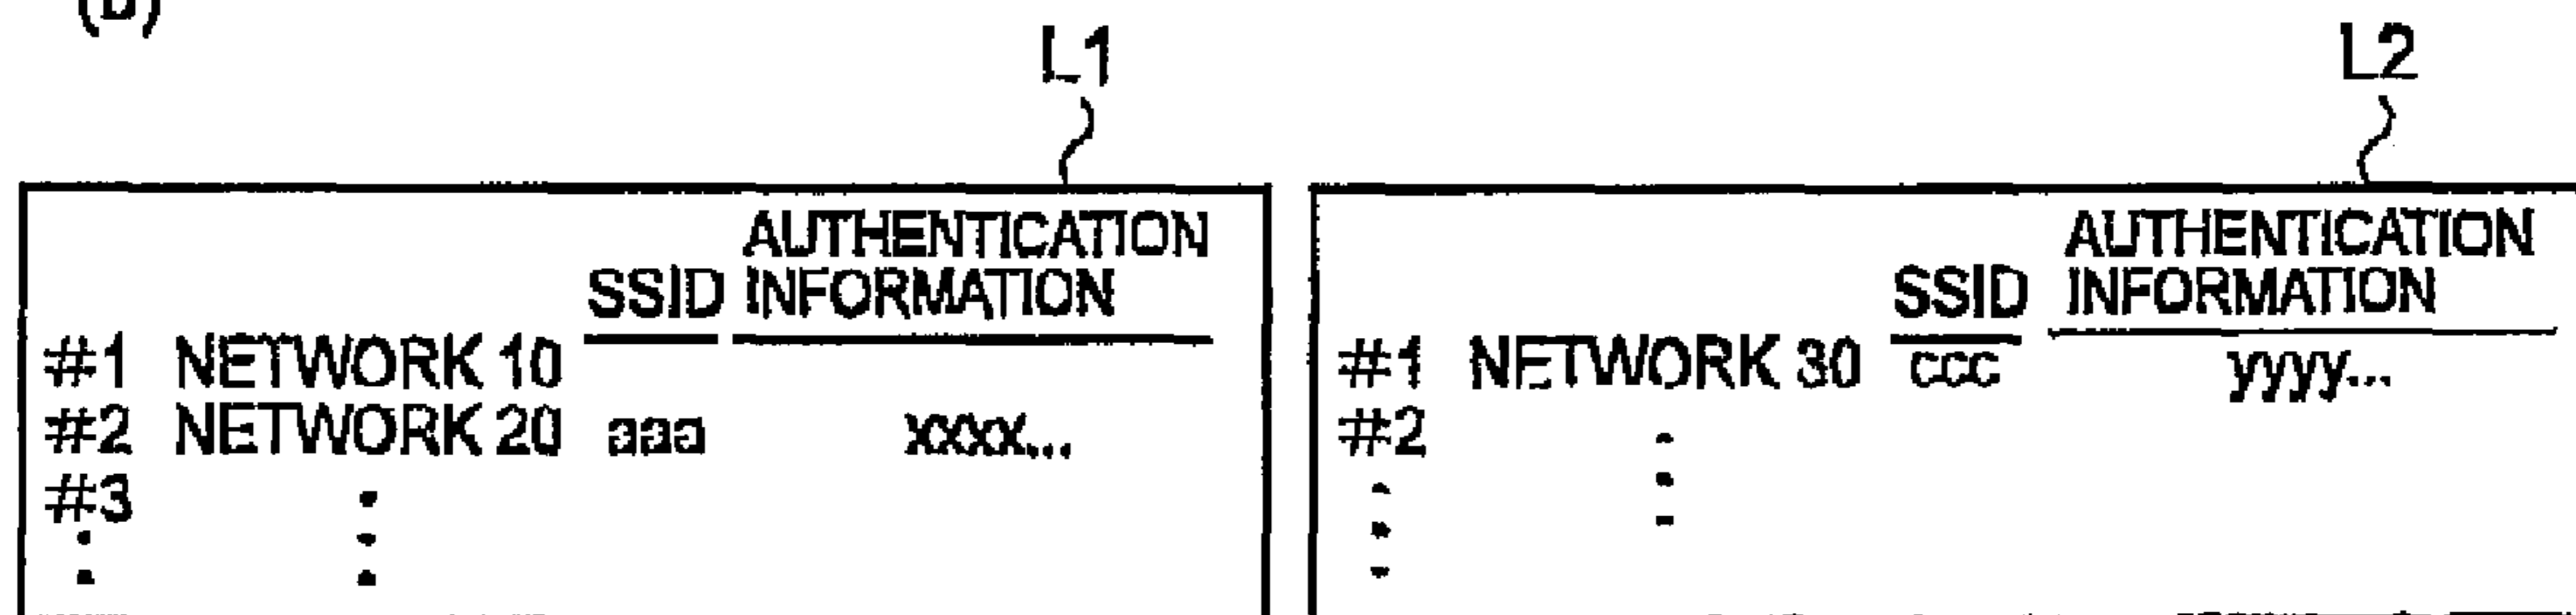 (b)
L1
L2
AUTHENTICATION
SSID INFORMATION
#1 NETWORK 10
#2 NETWORK 20 aaa xxxx...
#3
AUTHENTICATION
SSID INFORMATION
#1 NETWORK 30 ccc yyyy...
#2